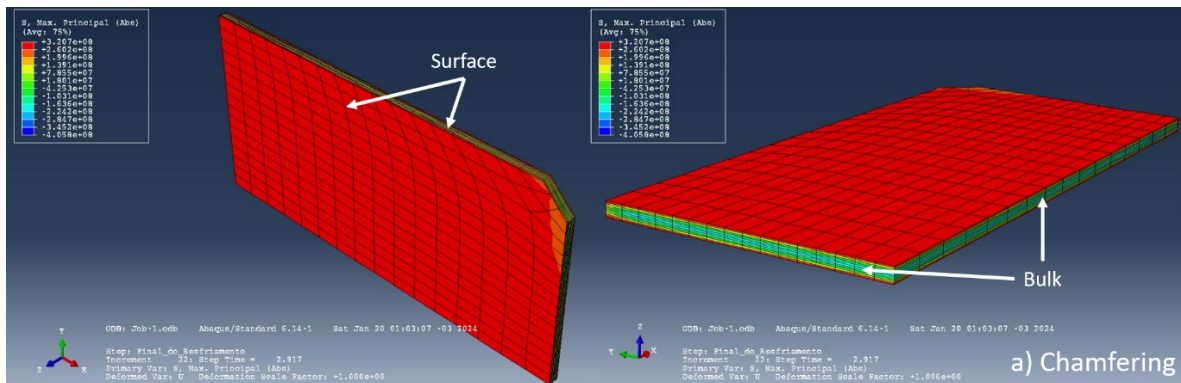 S, Max. Principal (Abs)
(Avg: 75%)
+3.207e+08
+2.602e+08
+1.996e+08
+1.391e+08
+7.855e+07
+1.801e+07
-4.253e+07
-1.031e+08
-1.636e+08
-2.242e+08
-2.847e+08
-3.452e+08
-4.058e+08
Surface
ODB: Job-1.odb Abaqus/Standard 6.14-1 Sat Jan 20 01:03:07 -03 2024
Step: Final_do_Resfriamento
Increment 22: Step Time = 2.917
Primary Var: S, Max. Principal (Abs)
Deformed Var: U Deformation Scale Factor: +1.000e+00
Y
Z
X
S, Max. Principal (Abs)
(Avg: 75%)
+3.207e+08
+2.602e+08
+1.996e+08
+1.391e+08
+7.855e+07
+1.801e+07
-4.253e+07
-1.031e+08
-1.636e+08
-2.242e+08
-2.847e+08
-3.452e+08
-4.058e+08
Bulk
ODB: Job-1.odb Abaqus/Standard 6.14-1 Sat Jan 20 01:03:07 -03 2024
Step: Final_do_Resfriamento
Increment 22: Step Time = 2.917
Primary Var: S, Max. Principal (Abs)
Deformed Var: U Deformation Scale Factor: +1.000e+00
Z
Y
X
a) Chamfering